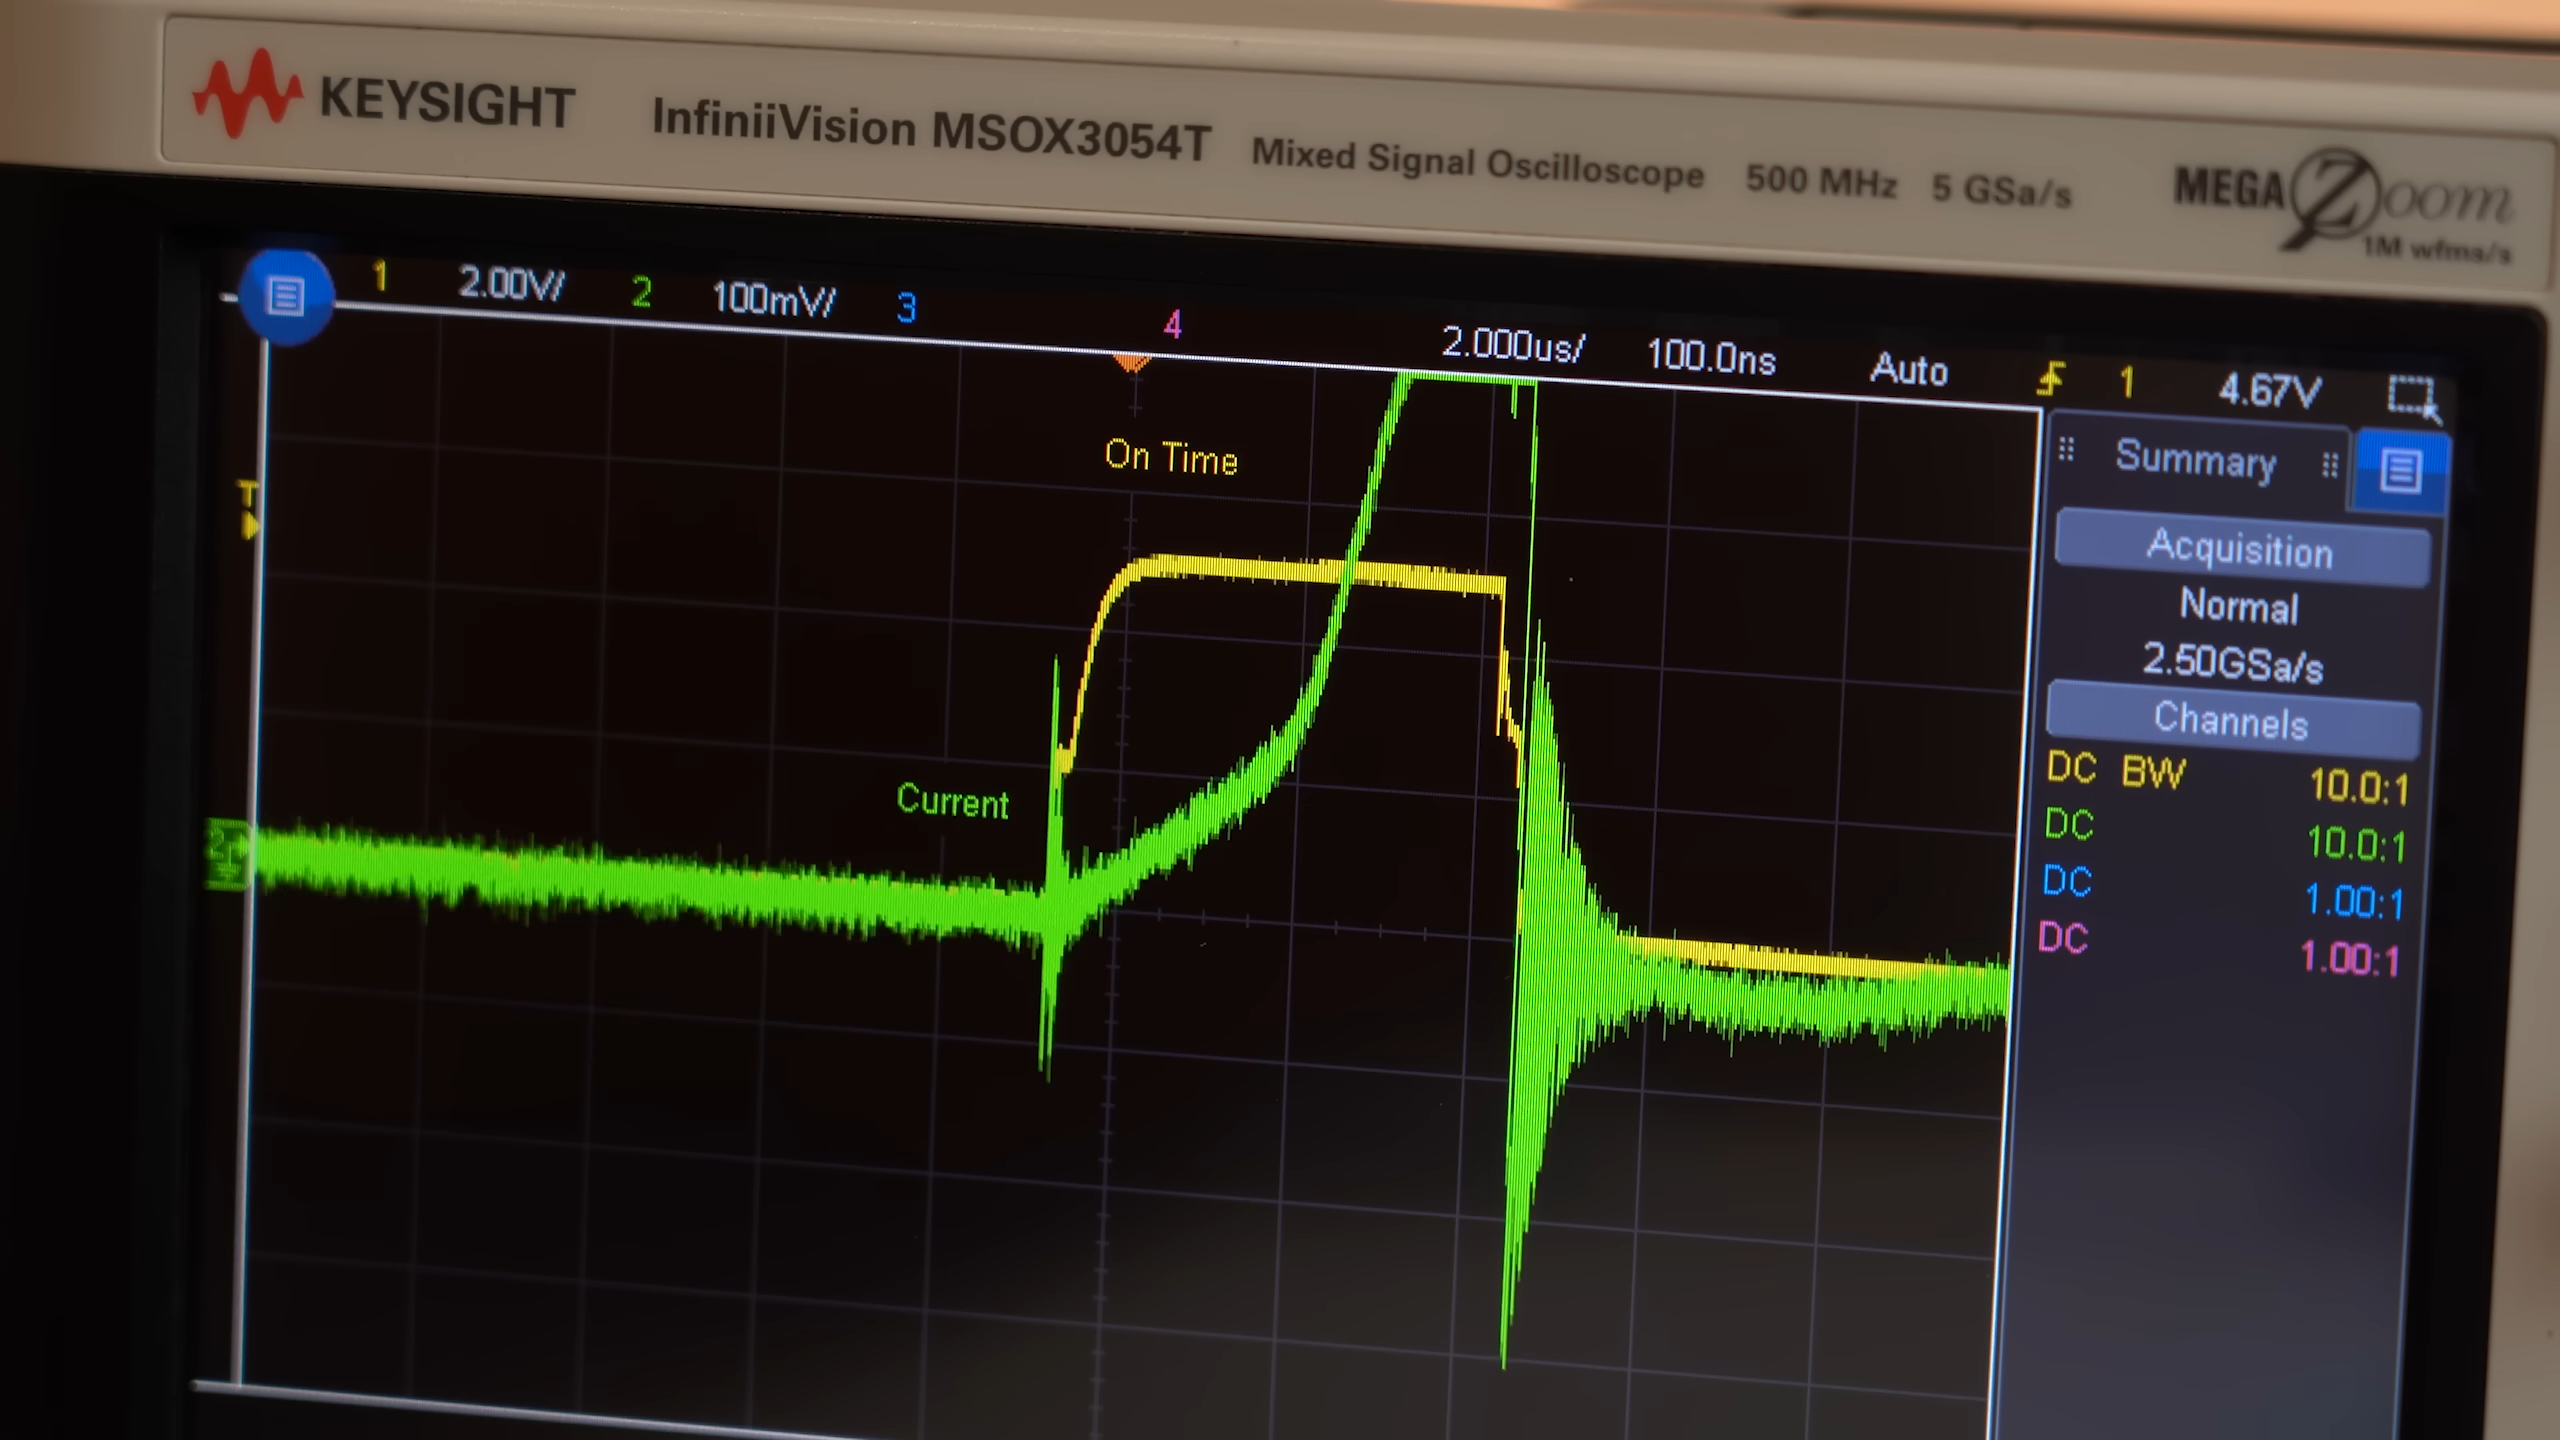 KEYSIGHT InfiniiVision MSOX3054T Mixed Signal Oscilloscope 500 MHz 5 GSa/s MEGA Zoom
1M wfms/s
1 2.00V/ 2 100mV/ 3 4 2.000us/ 100.0ns Auto 1 4.67V
Summary
On Time
T
Acquisition
Normal
2.50GSa/s
Channels
DC BW 10.0:1
Current
DC 10.0:1
2
DC 1.00:1
DC 1.00:1